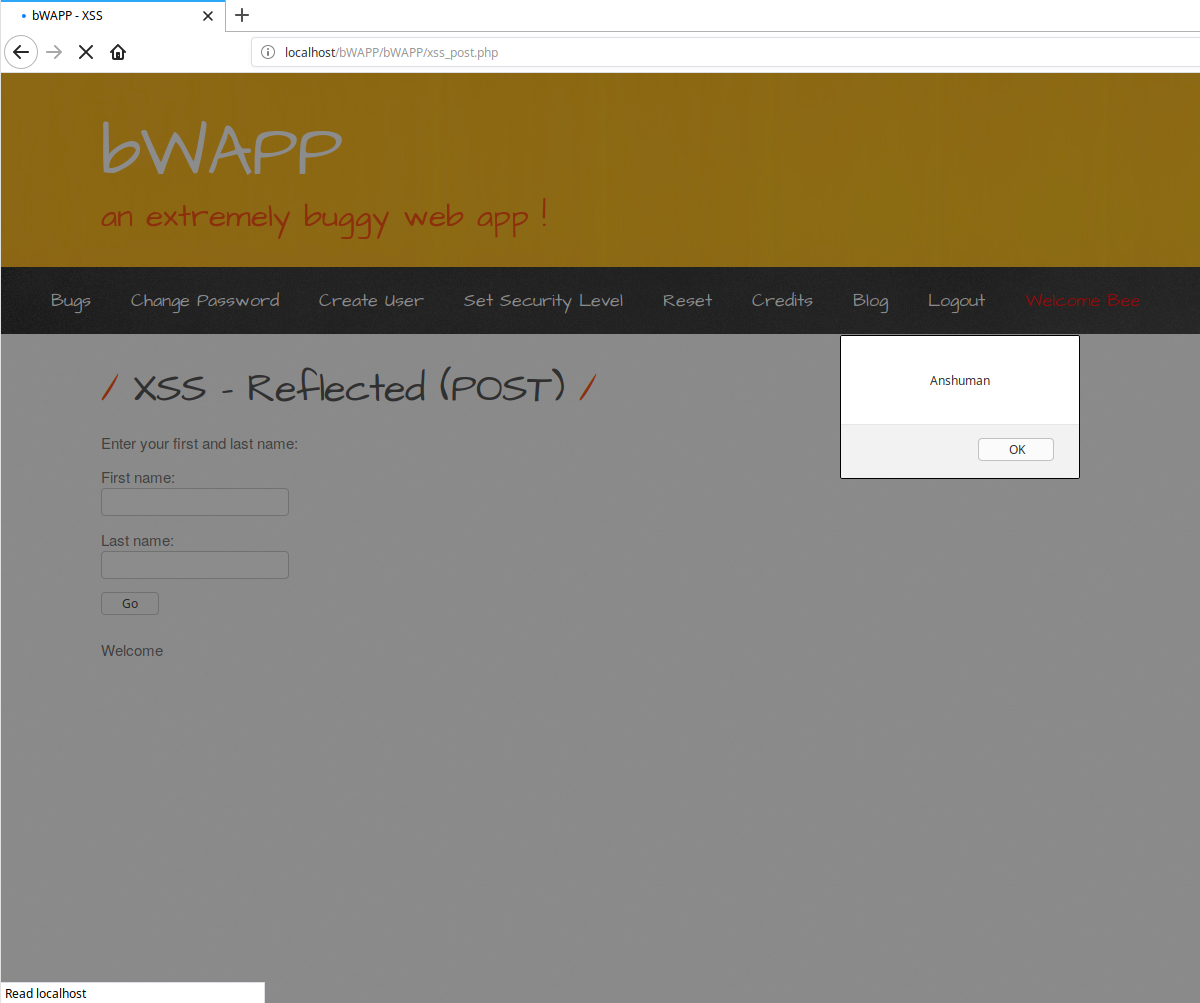 bWAPP - XSS
localhost/bWAPP/bWAPP/xss_post.php
bWAPP
an extremely buggy web app !
Bugs Change Password Create User Set Security Level Reset Credits Blog Logout Welcome Bee
/ XSS - Reflected (POST) /
Anshuman
OK
Enter your first and last name:
First name:
Last name:
Go
Welcome
Read localhost